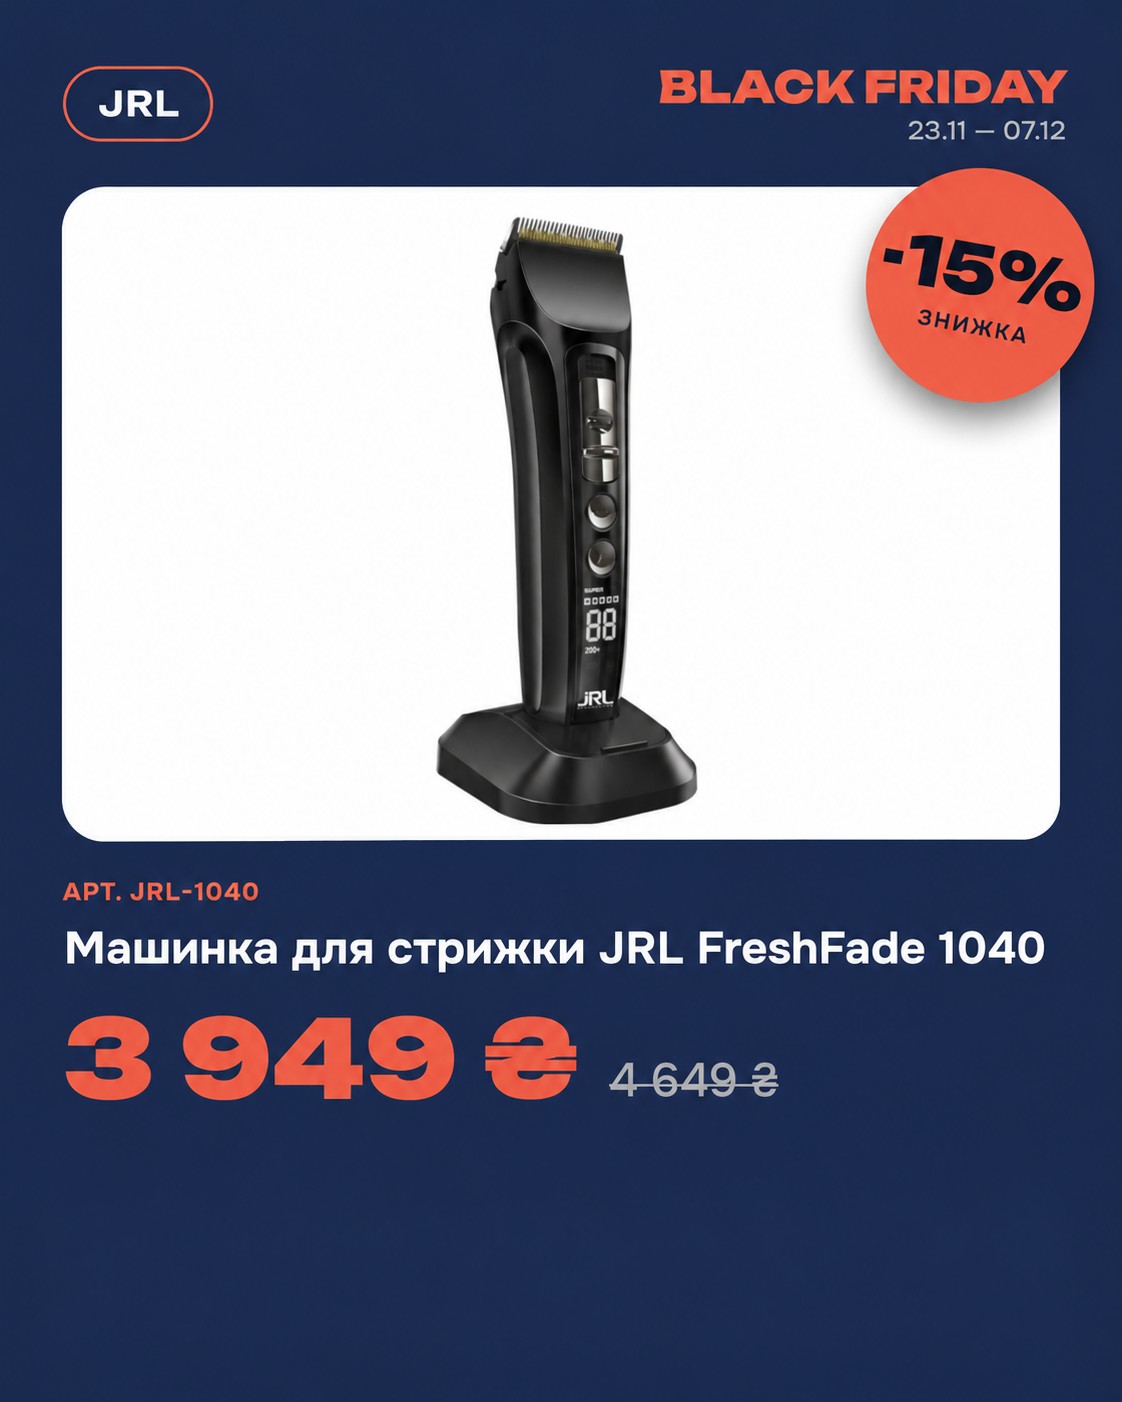 JRL
BLACK FRIDAY
23.11 — 07.12
-15%
ЗНИЖКА
SUPER
88
200+
JRL
АРТ. JRL-1040
Машинка для стрижки JRL FreshFade 1040
3 949 ₴ 4 649 ₴